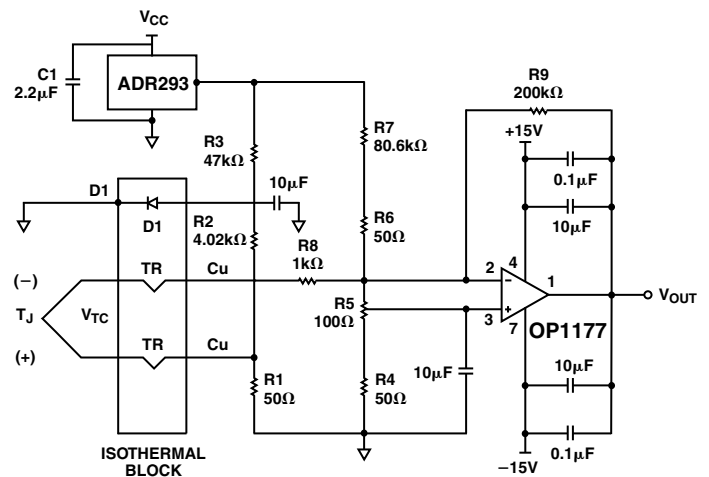 VCC
C1
2.2µF
ADR293
R9
200kΩ
+15V
R7
80.6kΩ
R3
47kΩ
0.1µF
10µF
D1
D1
10µF
R2
4.02kΩ
R6
50Ω
R8
1kΩ
(−)
TR
Cu
TJ
VTC
R5
100Ω
2
4
1
3
7
VOUT
OP1177
(+)
TR
Cu
R1
50Ω
R4
50Ω
10µF
10µF
0.1µF
−15V
ISOTHERMAL
BLOCK